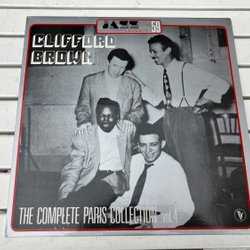 JAZZ
59
CLIFFORD
BROWN
THE COMPLETE PARIS COLLECTION vol. 4